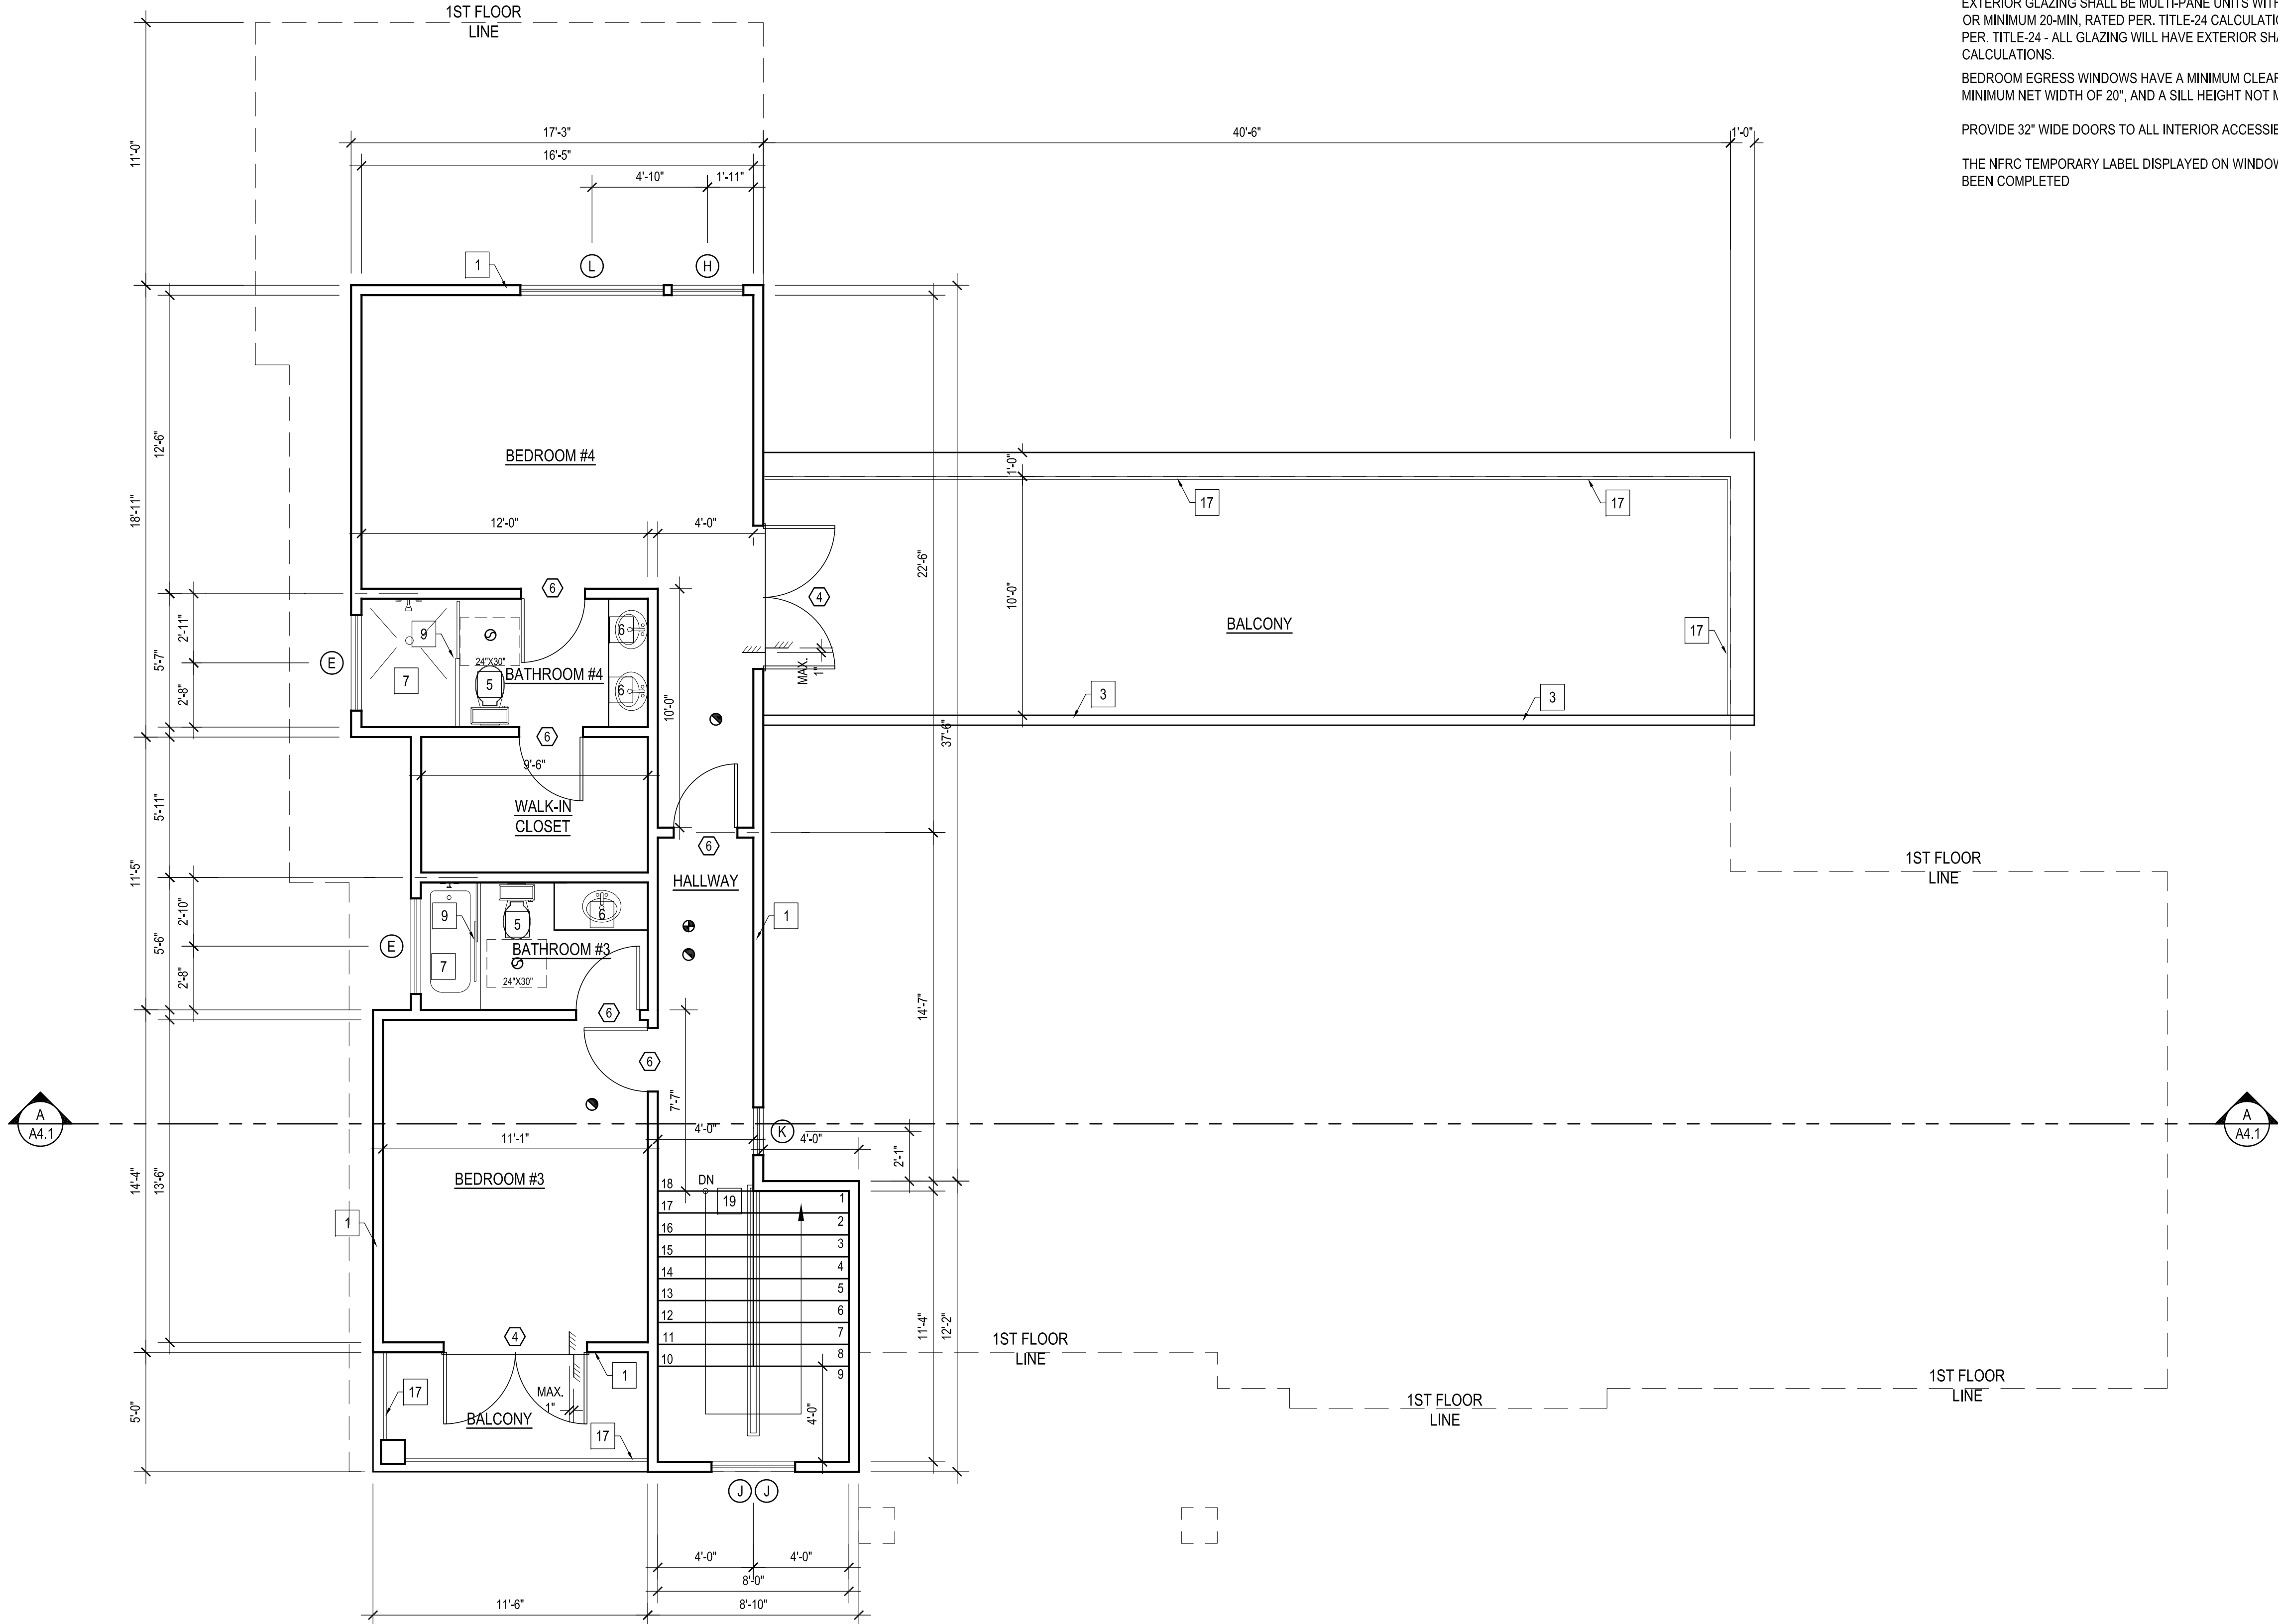 1ST FLOOR
LINE
EXTERIOR GLAZING SHALL BE MULTI-PANE UNITS WITH
OR MINIMUM 20-MIN, RATED PER. TITLE-24
PER. TITLE-24 - ALL GLAZING WILL HAVE EXTERIOR
CALCULATIONS.
BEDROOM EGRESS WINDOWS HAVE A MINIMUM
MINIMUM NET WIDTH OF 20", AND A SILL HEIGHT NOT
PROVIDE 32" WIDE DOORS TO ALL INTERIOR
THE NFRC TEMPORARY LABEL DISPLAYED ON
BEEN COMPLETED
17'-3"
40'-6"
1'-0"
16'-5"
4'-10"
1'-11"
11'-0"
1
L
H
12'-6"
18'-11"
BEDROOM #4
1'-0"
17
17
12'-0"
4'-0"
22'-6"
10'-0"
6
4
BALCONY
17
2'-11"
5'-7"
2'-8"
E
9
7
24"X30"
5
BATHROOM #4
6
6
MAX.
1"
10'-0"
3
3
37'-6"
6
9'-6"
WALK-IN
CLOSET
5'-11"
6
HALLWAY
1ST FLOOR
LINE
11'-5"
2'-10"
5'-6"
2'-8"
E
9
7
5
6
BATHROOM #3
24"X30"
1
14'-7"
6
6
7'-7"
A
A4.1
A
A4.1
11'-1"
4'-0"
K
4'-0"
2'-1"
14'-4"
13'-6"
BEDROOM #3
1
DN
19
18
17
16
15
14
13
12
11
10
1
2
3
4
5
6
7
8
9
11'-4"
12'-2"
4
1
1ST FLOOR
LINE
1ST FLOOR
LINE
1ST FLOOR
LINE
5'-0"
17
MAX.
1"
BALCONY
17
4'-0"
J
J
4'-0"
4'-0"
8'-0"
11'-6"
8'-10"